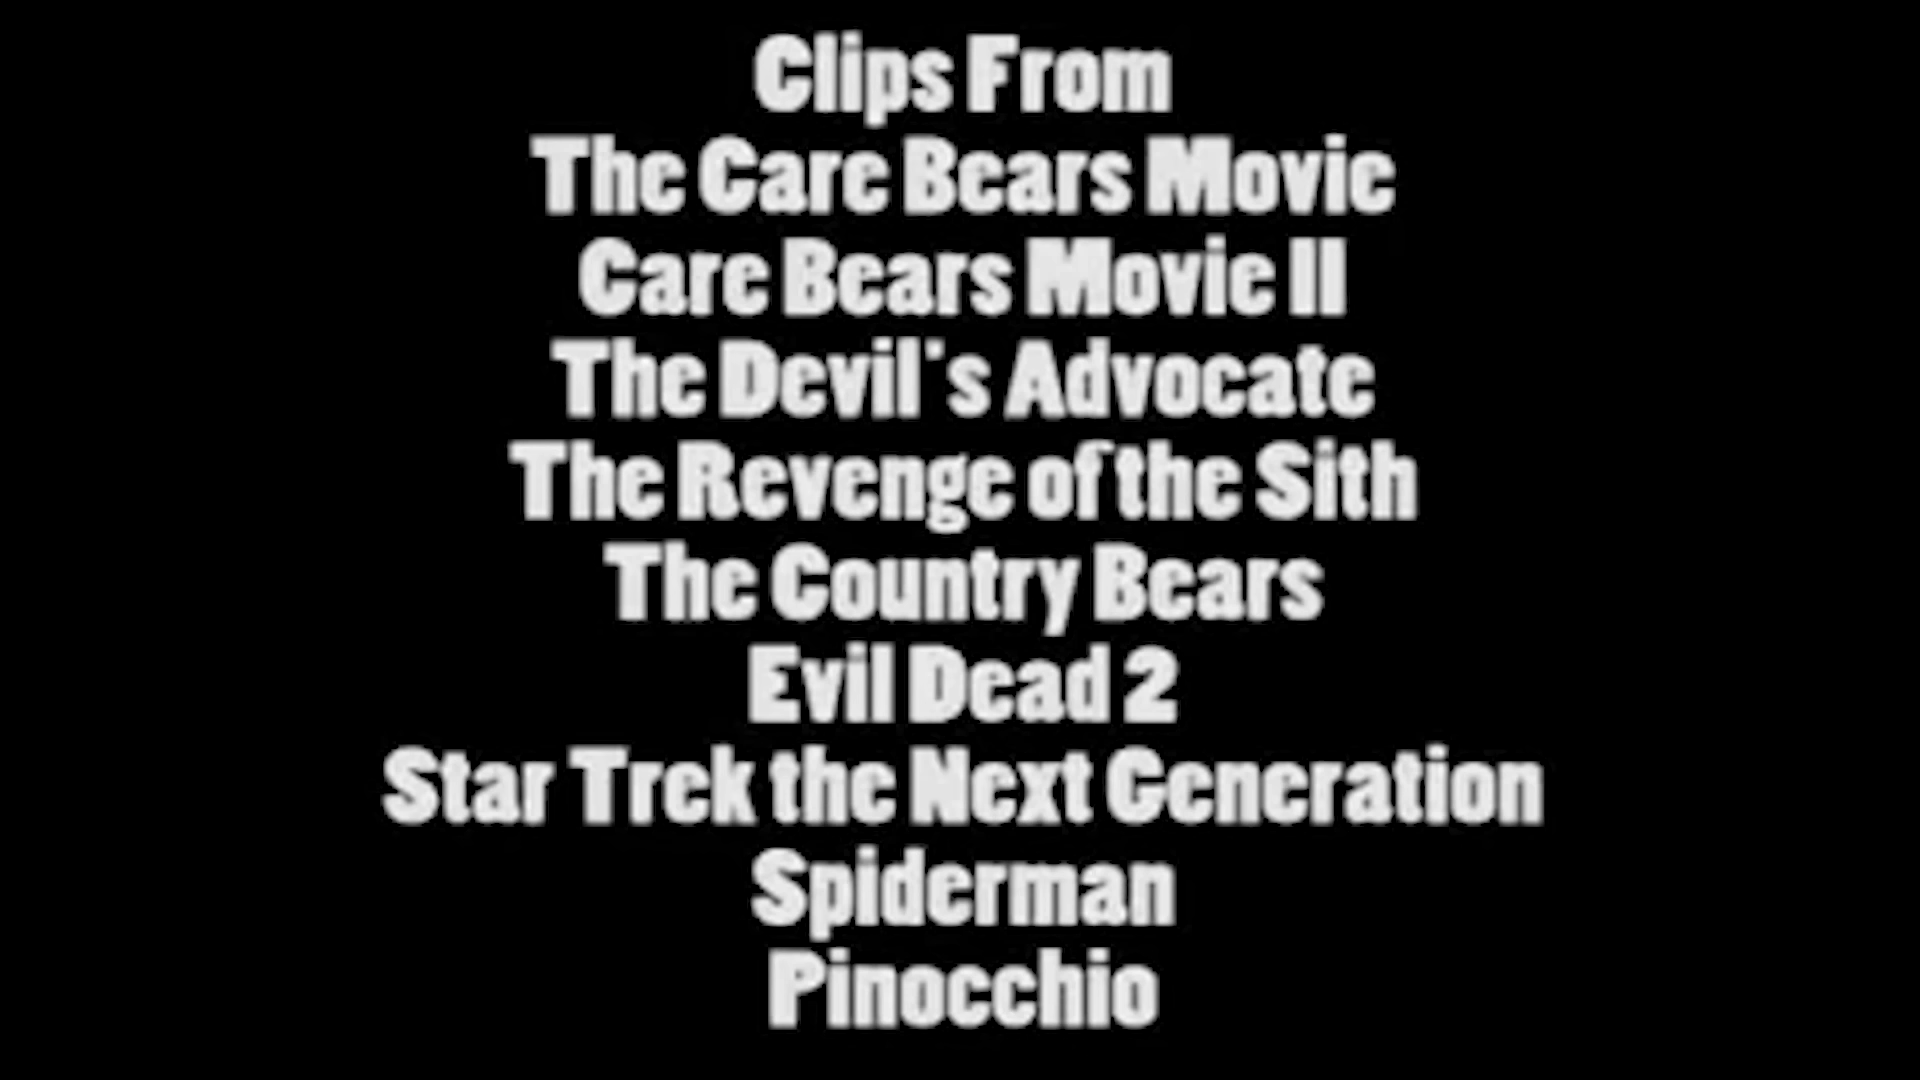 Clips From
The Care Bears Movie
Care Bears Movie II
The Devil's Advocate
The Revenge of the Sith
The Country Bears
Evil Dead 2
Star Trek the Next Generation
Spiderman
Pinocchio